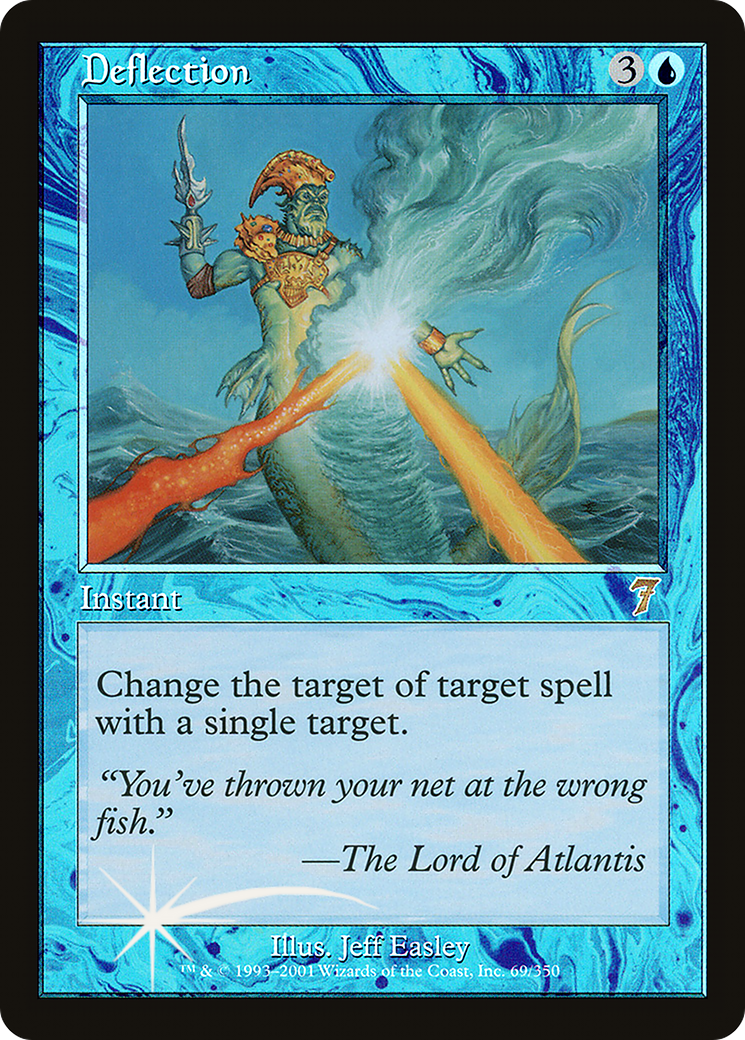 Deflection 3
Instant 7
Change the target of target spell
with a single target.
“You’ve thrown your net at the wrong
fish.”
—The Lord of Atlantis
Illus. Jeff Easley
™ & © 1993–2001 Wizards of the Coast, Inc. 69/350